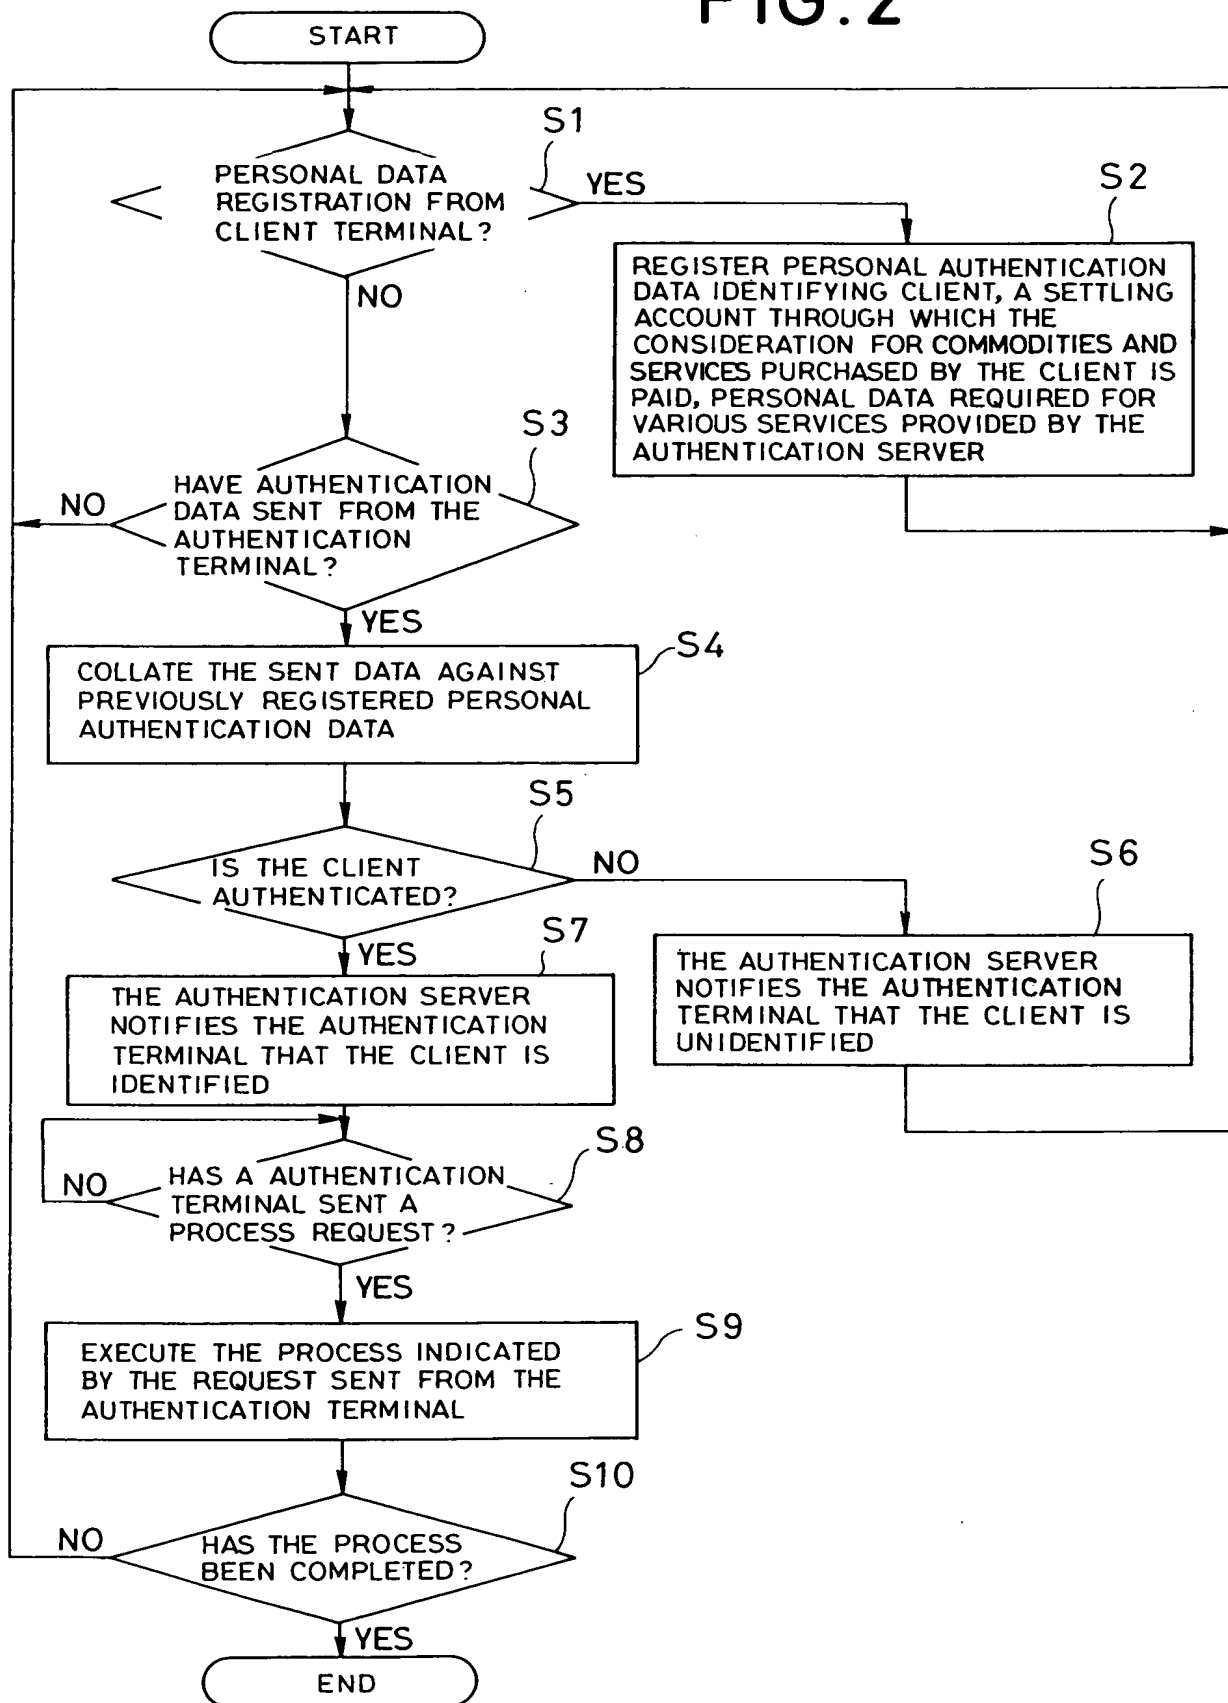 FIG. 2
START
S1
PERSONAL DATA
REGISTRATION FROM
CLIENT TERMINAL?
YES
NO
S2
REGISTER PERSONAL AUTHENTICATION
DATA IDENTIFYING CLIENT, A SETTLING
ACCOUNT THROUGH WHICH THE
CONSIDERATION FOR COMMODITIES AND
SERVICES PURCHASED BY THE CLIENT IS
PAID, PERSONAL DATA REQUIRED FOR
VARIOUS SERVICES PROVIDED BY THE
AUTHENTICATION SERVER
S3
HAVE AUTHENTICATION
DATA SENT FROM THE
AUTHENTICATION
TERMINAL?
NO
YES
S4
COLLATE THE SENT DATA AGAINST
PREVIOUSLY REGISTERED PERSONAL
AUTHENTICATION DATA
S5
IS THE CLIENT
AUTHENTICATED?
NO
YES
S6
THE AUTHENTICATION SERVER
NOTIFIES THE AUTHENTICATION
TERMINAL THAT THE CLIENT IS
UNIDENTIFIED
S7
THE AUTHENTICATION SERVER
NOTIFIES THE AUTHENTICATION
TERMINAL THAT THE CLIENT IS
IDENTIFIED
S8
HAS A AUTHENTICATION
TERMINAL SENT A
PROCESS REQUEST?
NO
YES
S9
EXECUTE THE PROCESS INDICATED
BY THE REQUEST SENT FROM THE
AUTHENTICATION TERMINAL
S10
HAS THE PROCESS
BEEN COMPLETED?
NO
YES
END